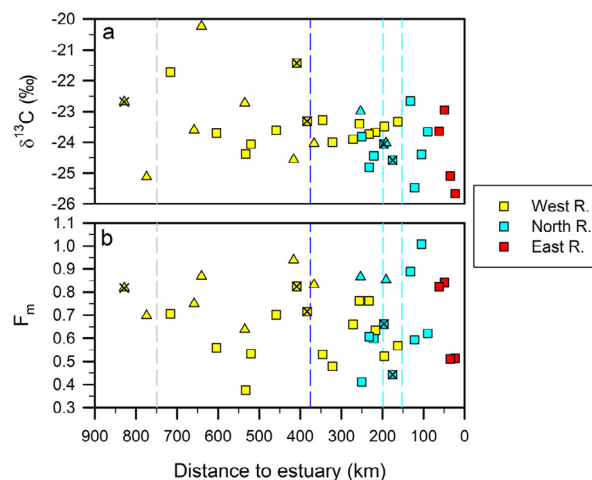 a
-20
-21
-22
-23
-24
-25
-26
δ¹³C (‰)
b
1.1
1.0
0.9
0.8
0.7
0.6
0.5
0.4
0.3
Fₘ
900 800 700 600 500 400 300 200 100 0
Distance to estuary (km)
West R.
North R.
East R.